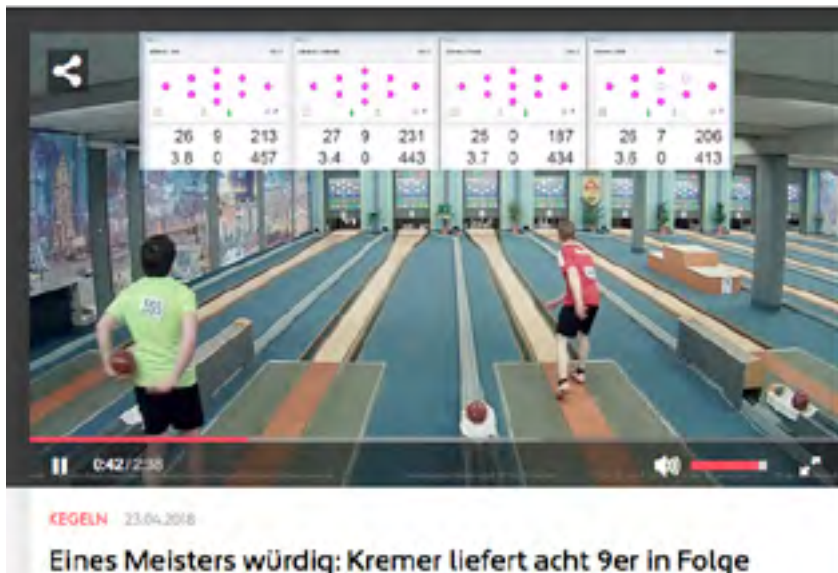 26 9 213 27 9 231 25 0 187 26 7 206
3.8 0 457 3.4 0 443 3.7 0 434 3.6 0 413
0:42 / 2:38
KEGELN 23.04.2018
Eines Meisters würdig: Kremer liefert acht 9er in Folge